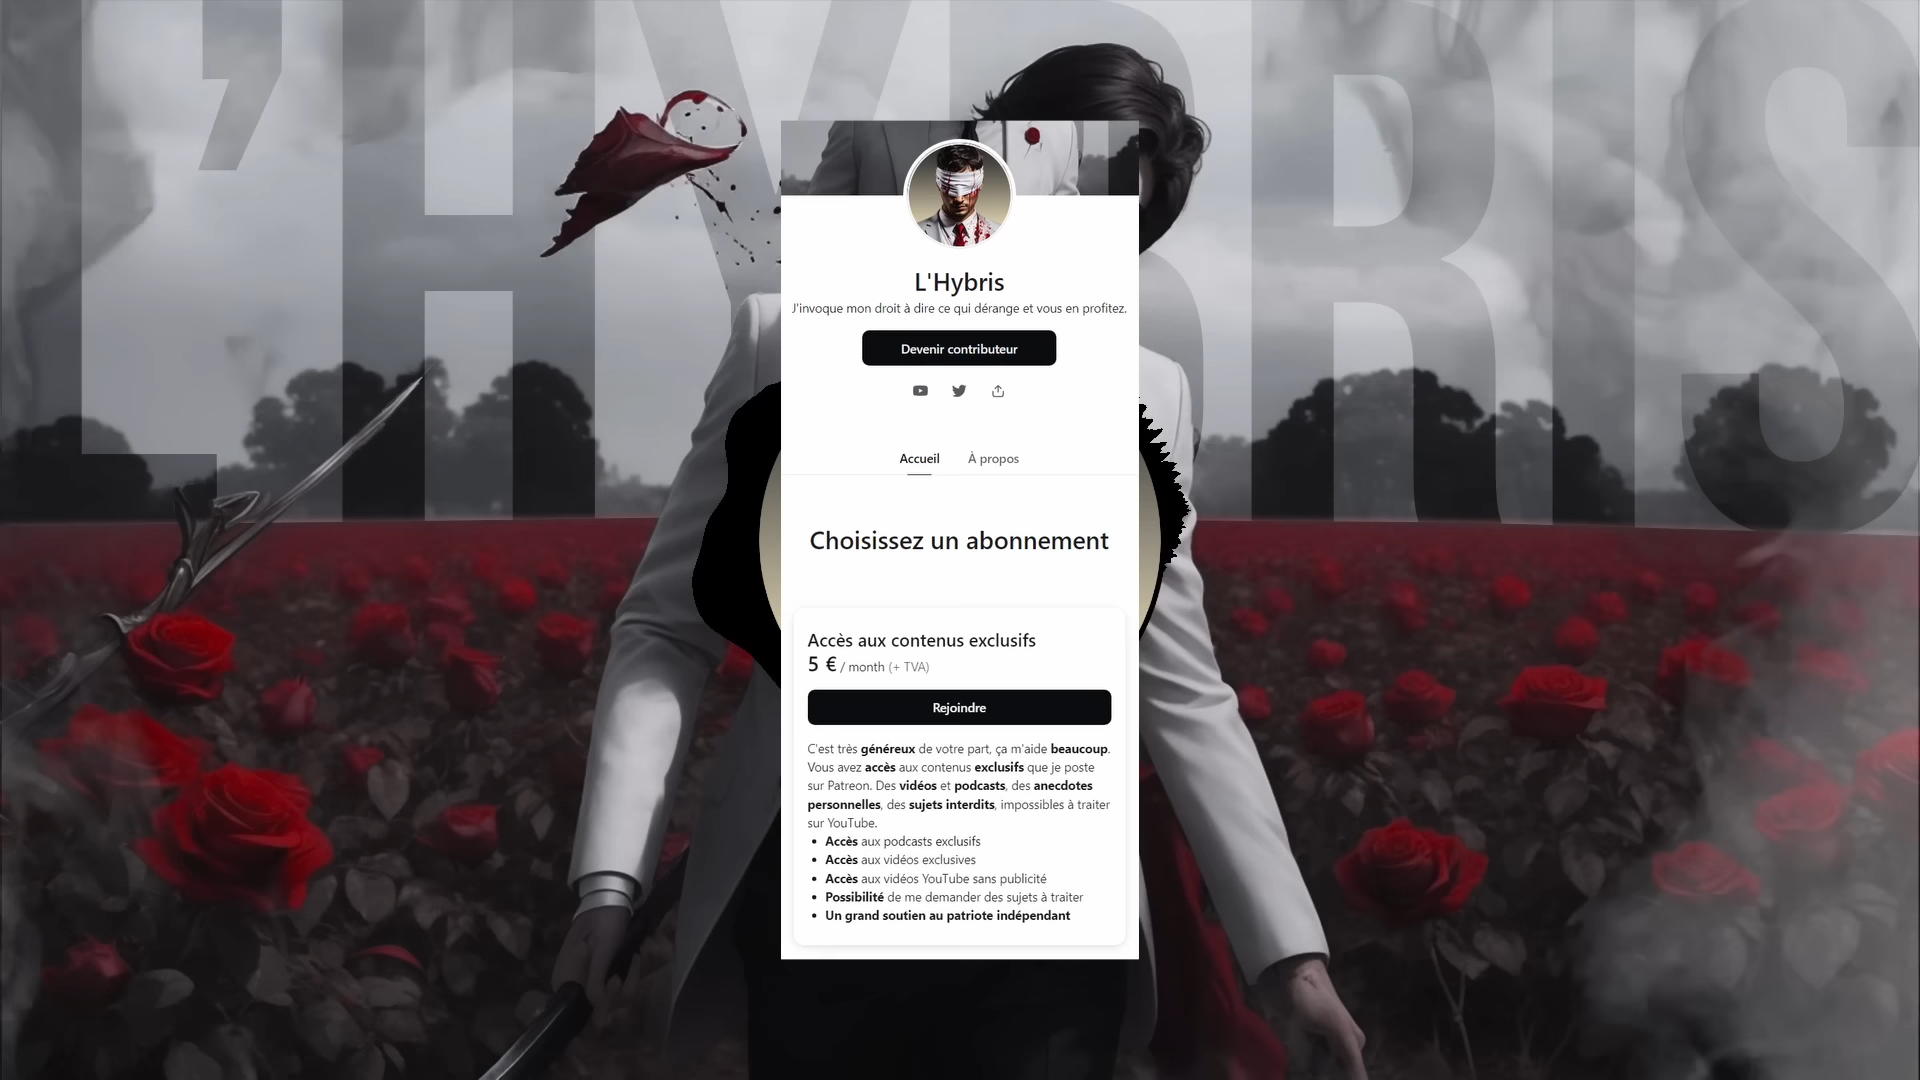 L'HYBRIS
L'Hybris
J'invoque mon droit à dire ce qui dérange et vous en profitez.
Devenir contributeur
Accueil
À propos
Choisissez un abonnement
Accès aux contenus exclusifs
5 € / month (+ TVA)
Rejoindre
C'est très généreux de votre part, ça m'aide beaucoup.
Vous avez accès aux contenus exclusifs que je poste
sur Patreon. Des vidéos et podcasts, des anecdotes
personnelles, des sujets interdits, impossibles à traiter
sur YouTube.
• Accès aux podcasts exclusifs
• Accès aux vidéos exclusives
• Accès aux vidéos YouTube sans publicité
• Possibilité de me demander des sujets à traiter
• Un grand soutien au patriote indépendant